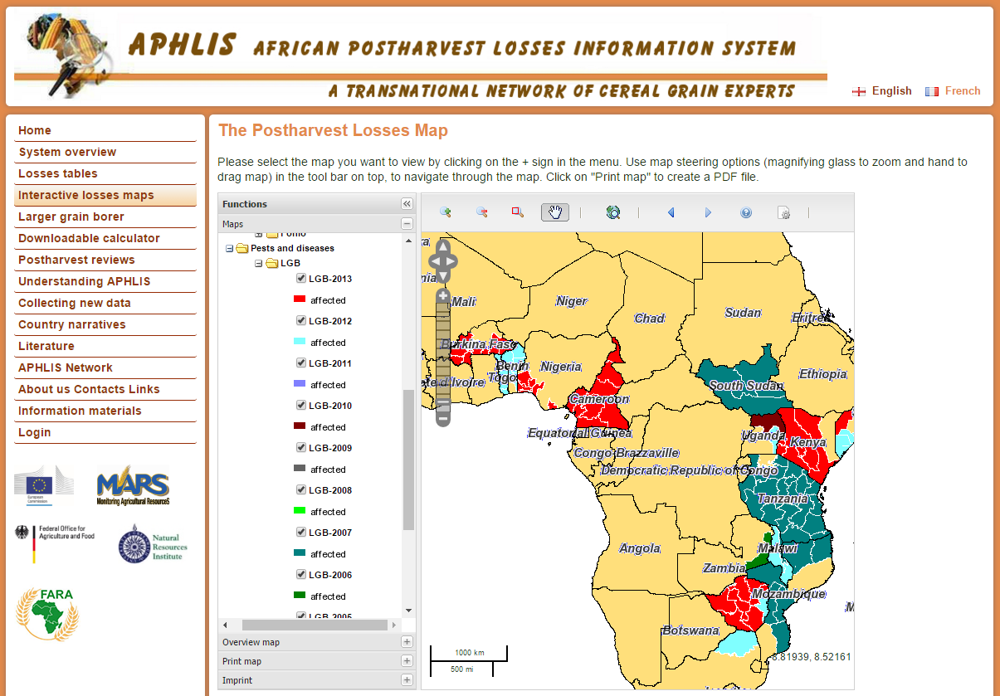 APHLIS AFRICAN POSTHARVEST LOSSES INFORMATION SYSTEM
A TRANSNATIONAL NETWORK OF CEREAL GRAIN EXPERTS
English French
Home
System overview
Losses tables
Interactive losses maps
Larger grain borer
Downloadable calculator
Postharvest reviews
Understanding APHLIS
Collecting new data
Country narratives
Literature
APHLIS Network
About us Contacts Links
Information materials
Login
European
Commission
MARS
Monitoring Agricultural ResourceS
Federal Office for
Agriculture and Food
Natural
Resources
Institute
FARA
The Postharvest Losses Map
Please select the map you want to view by clicking on the + sign in the menu. Use map steering options (magnifying glass to zoom and hand to
drag map) in the tool bar on top, to navigate through the map. Click on "Print map" to create a PDF file.
Functions
Maps
Pests and diseases
LGB
LGB-2013
affected
LGB-2012
affected
LGB-2011
affected
LGB-2010
affected
LGB-2009
affected
LGB-2008
affected
LGB-2007
affected
LGB-2006
affected
LGB-2005
Overview map
Print map
Imprint
Mali
Niger
Chad
Sudan
Eritre
Burkina Faso
Benin
Togo
Nigeria
Ivoire
Ethiopia
South Sudan
Cameroon
Equatorial Guinea
Uganda
Kenya
Congo-Brazzaville
Democratic Republic of Congo
Tanzania
Angola
Malawi
Zambia
Mozambique
Botswana
1000 km
500 mi
8.81939, 8.52161